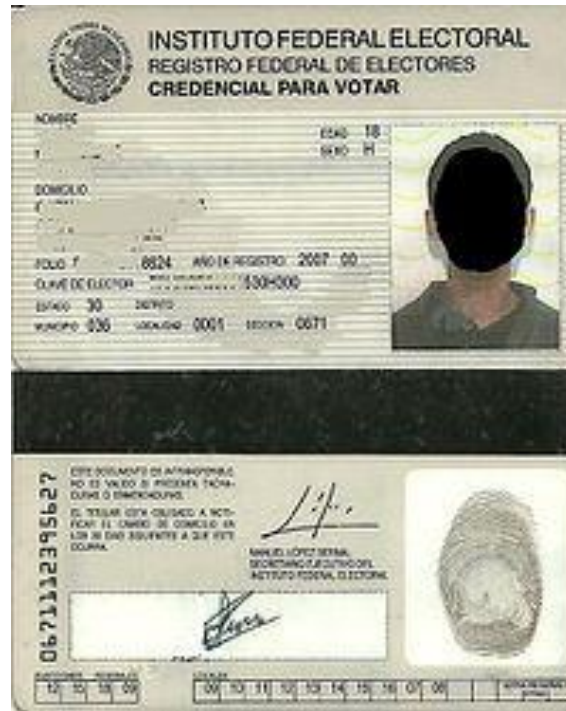 INSTITUTO FEDERAL ELECTORAL
REGISTRO FEDERAL DE ELECTORES
CREDENCIAL PARA VOTAR
NOMBRE
EDAD 18
SEXO H
DOMICILIO
FOLIO 8624 AÑO DE REGISTRO 2007 00
CLAVE DE ELECTOR 530H000
ESTADO 30 DISTRITO
MUNICIPIO 036 LOCALIDAD 0001 SECCION 0671
0671112395627
ESTE DOCUMENTO ES INTRANSFERIBLE,
NO ES VALIDO SI PRESENTA TACHA-
DURAS O ENMENDADURAS.
EL TITULAR ESTA OBLIGADO A NOTI-
FICAR EL CAMBIO DE DOMICILIO EN
LOS 30 DIAS SIGUIENTES A QUE ESTE
OCURRA.
MANUEL LÓPEZ BERNAL
SECRETARIO EJECUTIVO DEL
INSTITUTO FEDERAL ELECTORAL
12 15 18 09
09 10 11 12 13 14 15 16 07 08